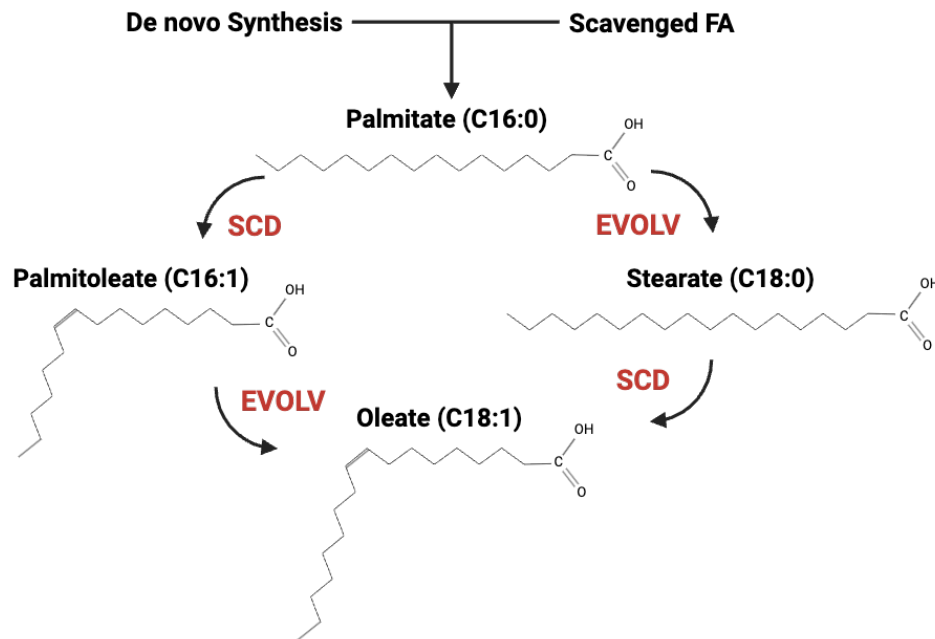 De novo Synthesis
Scavenged FA
Palmitate (C16:0)
OH
C
O
SCD
EVOLV
Palmitoleate (C16:1)
Stearate (C18:0)
OH
C
O
OH
C
O
EVOLV
SCD
Oleate (C18:1)
OH
C
O